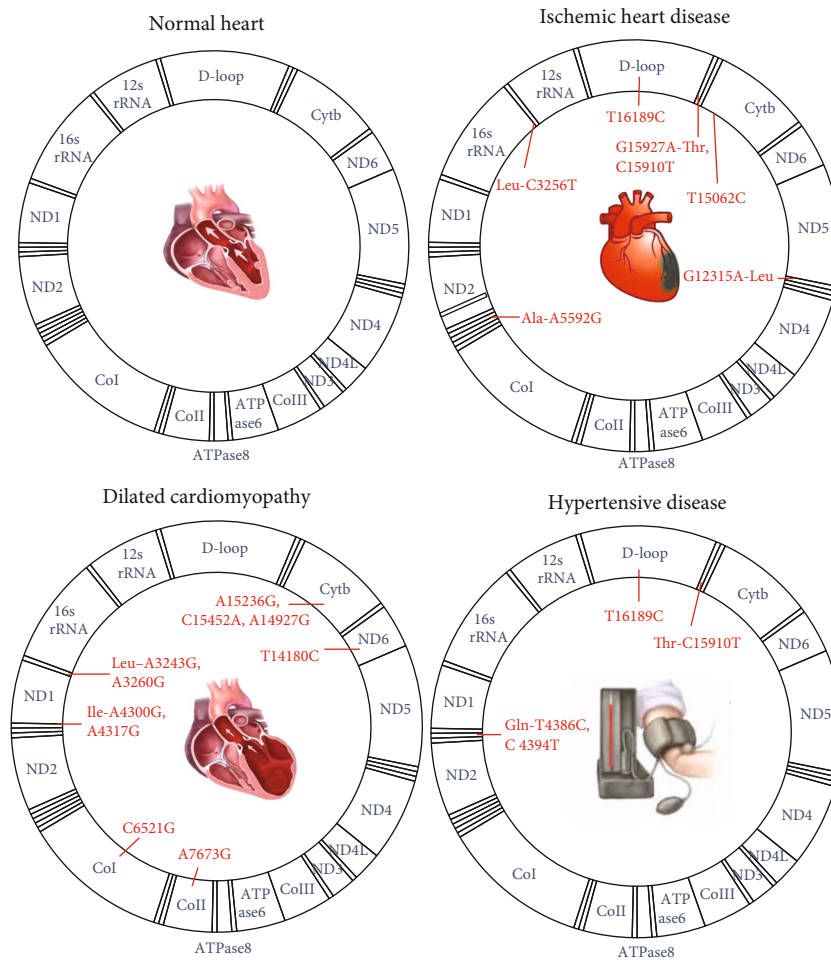 Normal heart
D-loop
12s
rRNA
Cytb
16s
rRNA
ND6
ND1
ND5
ND2
ND4
CoI
ND4L
ND3
CoIII
ATP
ase6
CoII
ATPase8
Ischemic heart disease
D-loop
12s
rRNA
Cytb
16s
rRNA
T16189C
G15927A-Thr,
C15910T
ND6
Leu-C3256T
T15062C
ND1
ND5
G12315A-Leu
ND2
Ala-A5592G
ND4
CoI
ND4L
ND3
CoIII
ATP
ase6
CoII
ATPase8
Dilated cardiomyopathy
D-loop
12s
rRNA
Cytb
A15236G,
C15452A, A14927G
16s
rRNA
ND6
T14180C
Leu–A3243G,
A3260G
ND1
Ile-A4300G,
A4317G
ND5
ND2
C6521G
ND4
A7673G
CoI
ND4L
ND3
CoIII
ATP
ase6
CoII
ATPase8
Hypertensive disease
D-loop
12s
rRNA
Cytb
T16189C
16s
rRNA
ND6
Thr-C15910T
ND1
ND5
Gln-T4386C,
C 4394T
ND2
ND4
CoI
ND4L
ND3
CoIII
ATP
ase6
CoII
ATPase8